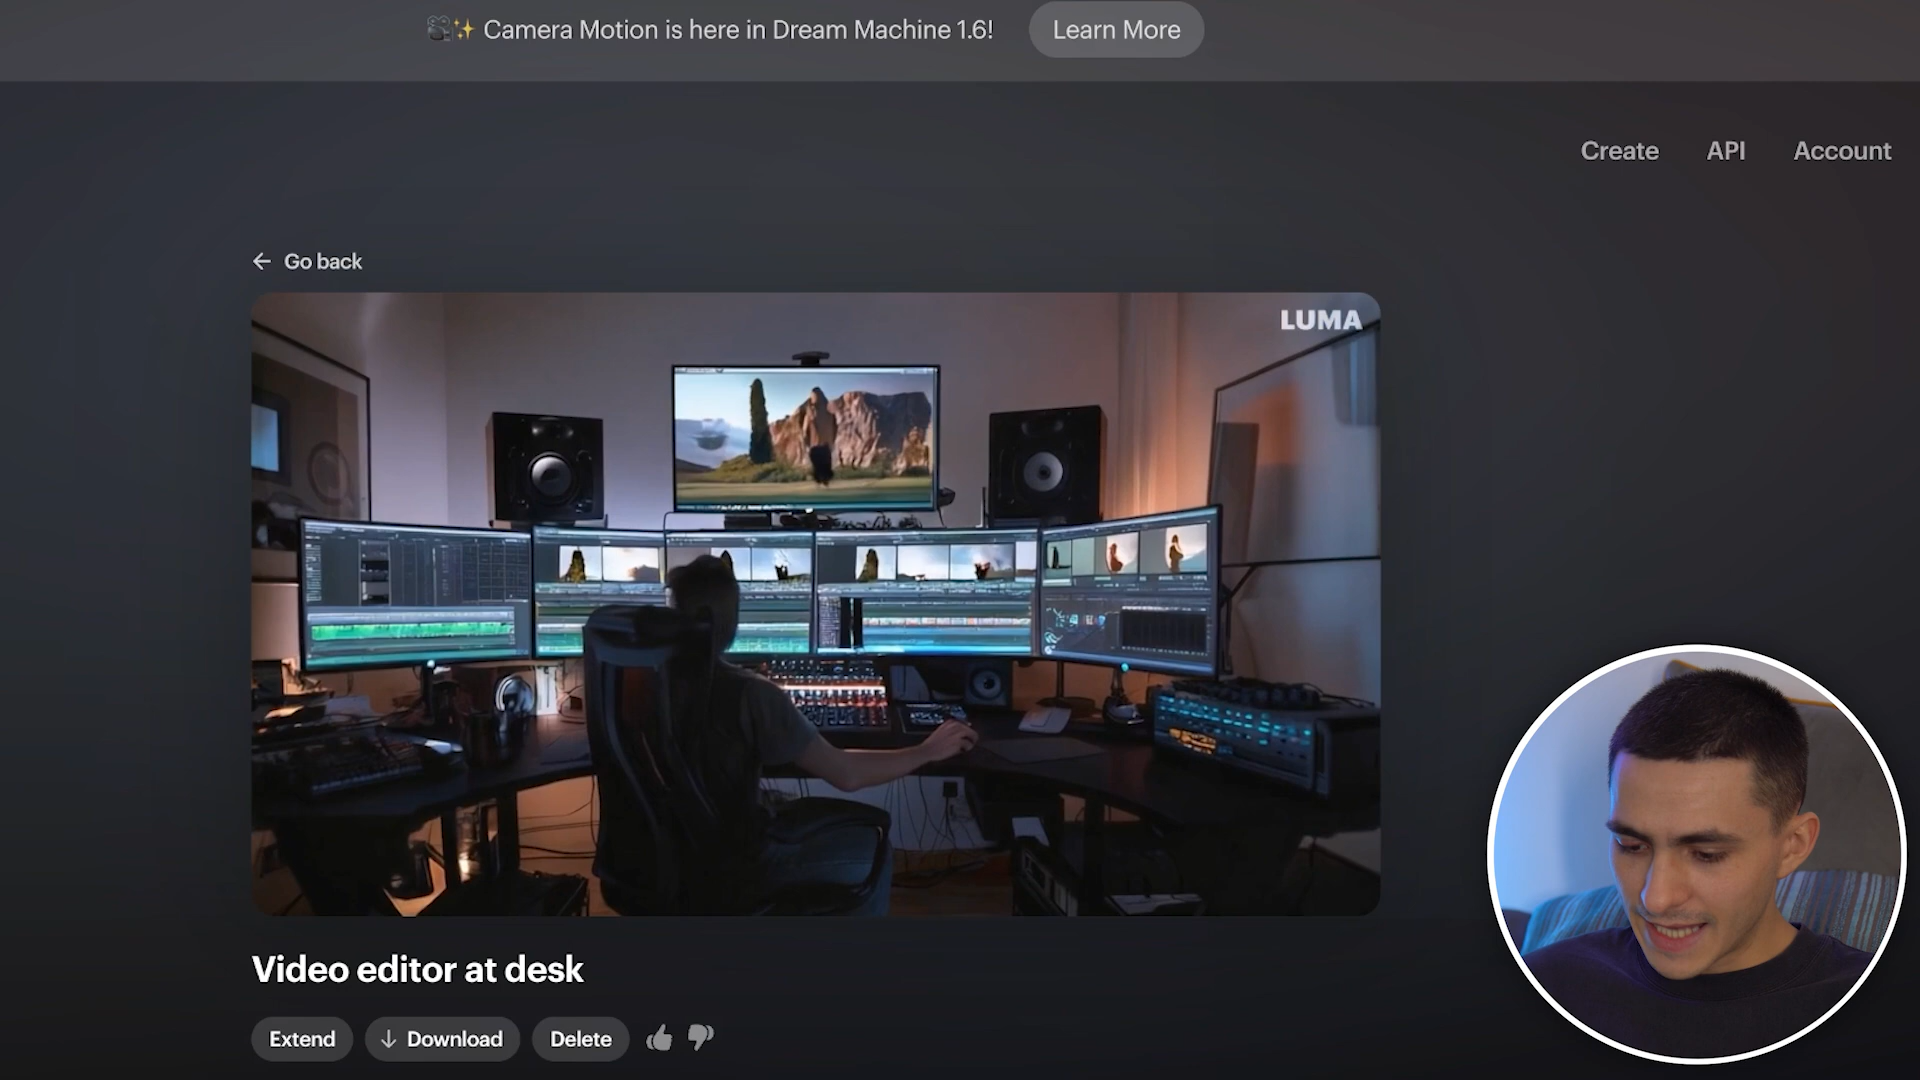 Camera Motion is here in Dream Machine 1.6!
Learn More
Create
API
Account
← Go back
LUMA
Video editor at desk
Extend
↓ Download
Delete